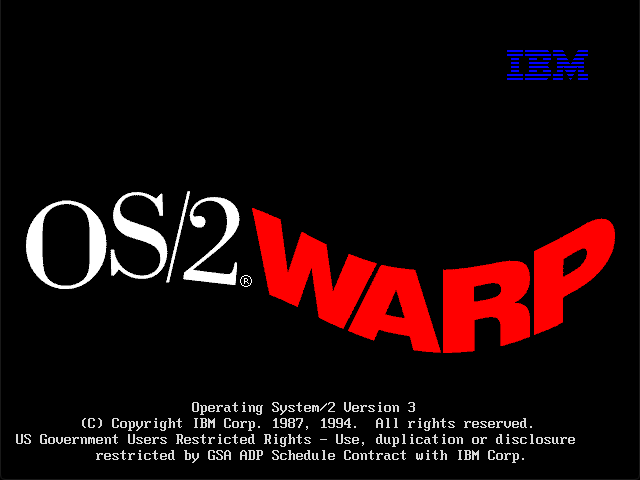 IBM
OS/2® WARP
Operating System/2 Version 3
(C) Copyright IBM Corp. 1987, 1994.  All rights reserved.
US Government Users Restricted Rights - Use, duplication or disclosure
restricted by GSA ADP Schedule Contract with IBM Corp.